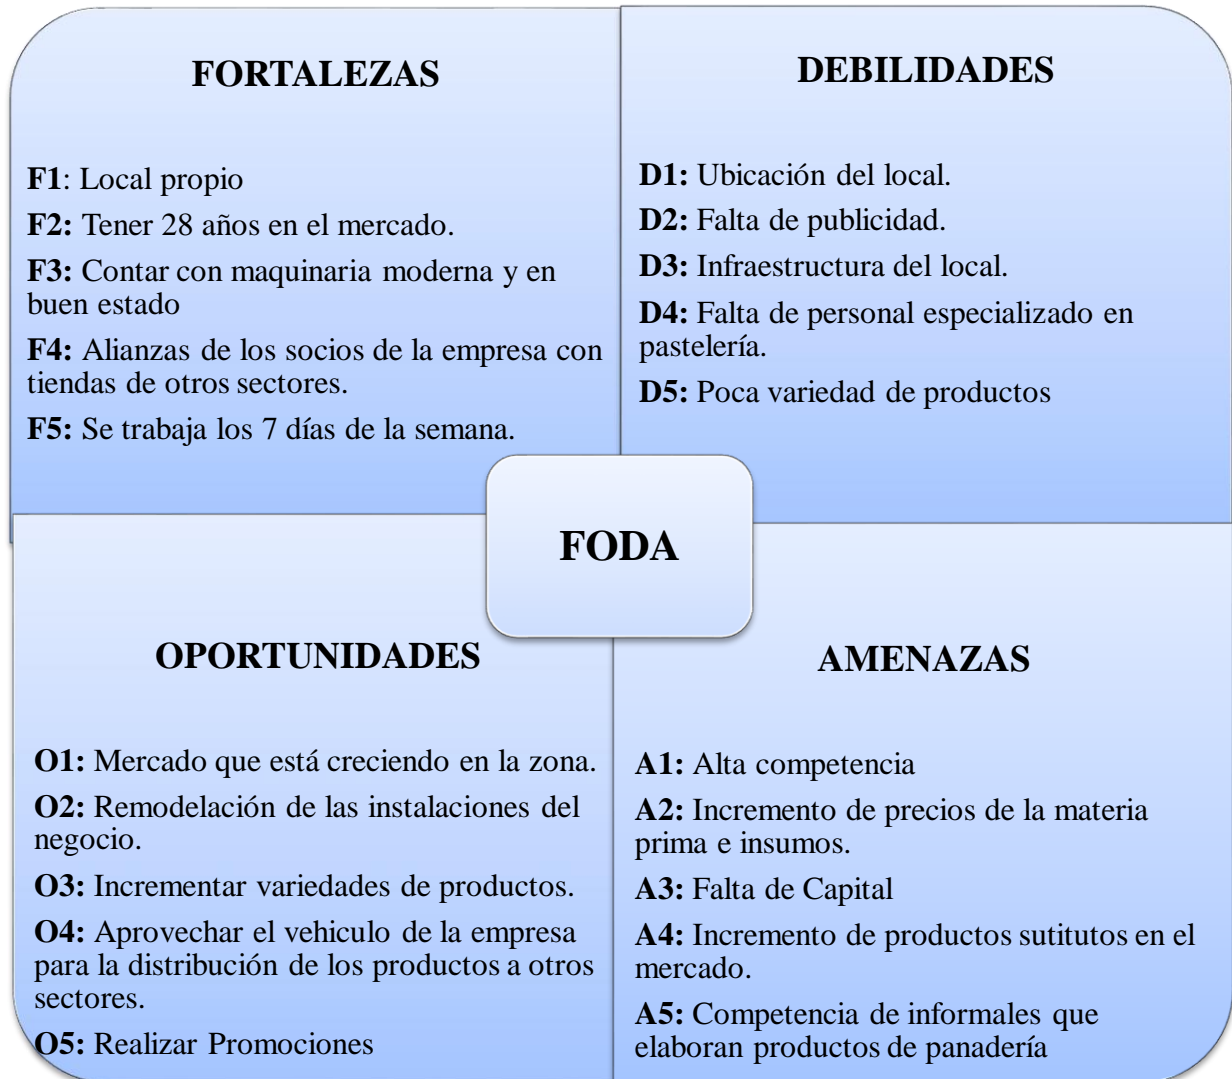 FORTALEZAS
F1: Local propio
F2: Tener 28 años en el mercado.
F3: Contar con maquinaria moderna y en
buen estado
F4: Alianzas de los socios de la empresa con
tiendas de otros sectores.
F5: Se trabaja los 7 días de la semana.
DEBILIDADES
D1: Ubicación del local.
D2: Falta de publicidad.
D3: Infraestructura del local.
D4: Falta de personal especializado en
pastelería.
D5: Poca variedad de productos
FODA
OPORTUNIDADES
O1: Mercado que está creciendo en la zona.
O2: Remodelación de las instalaciones del
negocio.
O3: Incrementar variedades de productos.
O4: Aprovechar el vehiculo de la empresa
para la distribución de los productos a otros
sectores.
O5: Realizar Promociones
AMENAZAS
A1: Alta competencia
A2: Incremento de precios de la materia
prima e insumos.
A3: Falta de Capital
A4: Incremento de productos sutitutos en el
mercado.
A5: Competencia de informales que
elaboran productos de panadería